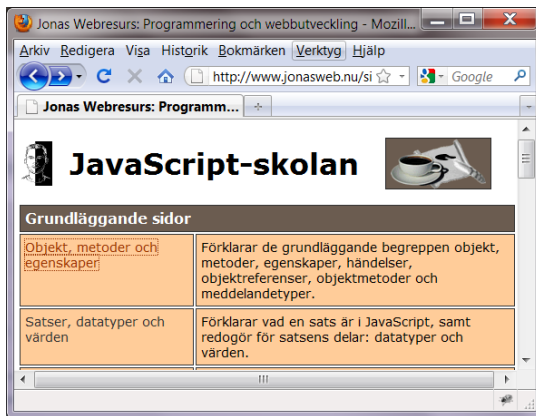 Jonas Webresurs: Programmering och webbutveckling - Mozill...
Arkiv Redigera Visa Historik Bokmärken Verktyg Hjälp
http://www.jonasweb.nu/si Google
Jonas Webresurs: Programm...
JavaScript-skolan
Grundläggande sidor
Objekt, metoder och
egenskaper
Förklarar de grundläggande begreppen objekt,
metoder, egenskaper, händelser,
objektreferenser, objektmetoder och
meddelandetyper.
Satser, datatyper och
värden
Förklarar vad en sats är i JavaScript, samt
redogör för satsens delar: datatyper och
värden.